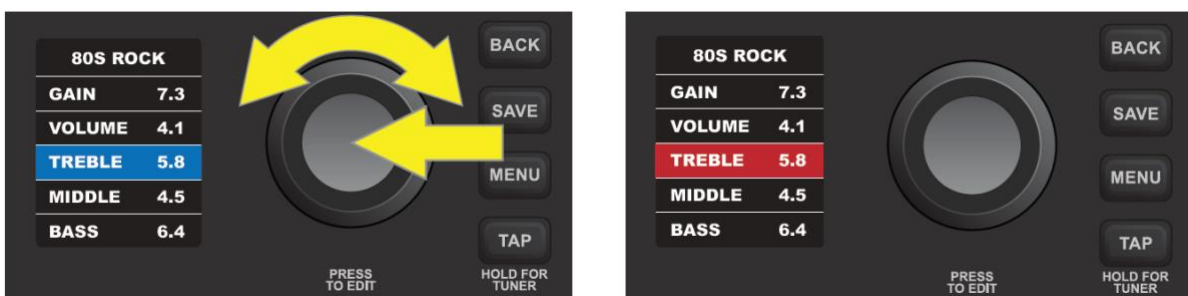 80S ROCK
GAIN 7.3
VOLUME 4.1
TREBLE 5.8
MIDDLE 4.5
BASS 6.4
BACK
SAVE
MENU
TAP
PRESS
TO EDIT
HOLD FOR
TUNER
80S ROCK
GAIN 7.3
VOLUME 4.1
TREBLE 5.8
MIDDLE 4.5
BASS 6.4
BACK
SAVE
MENU
TAP
PRESS
TO EDIT
HOLD FOR
TUNER